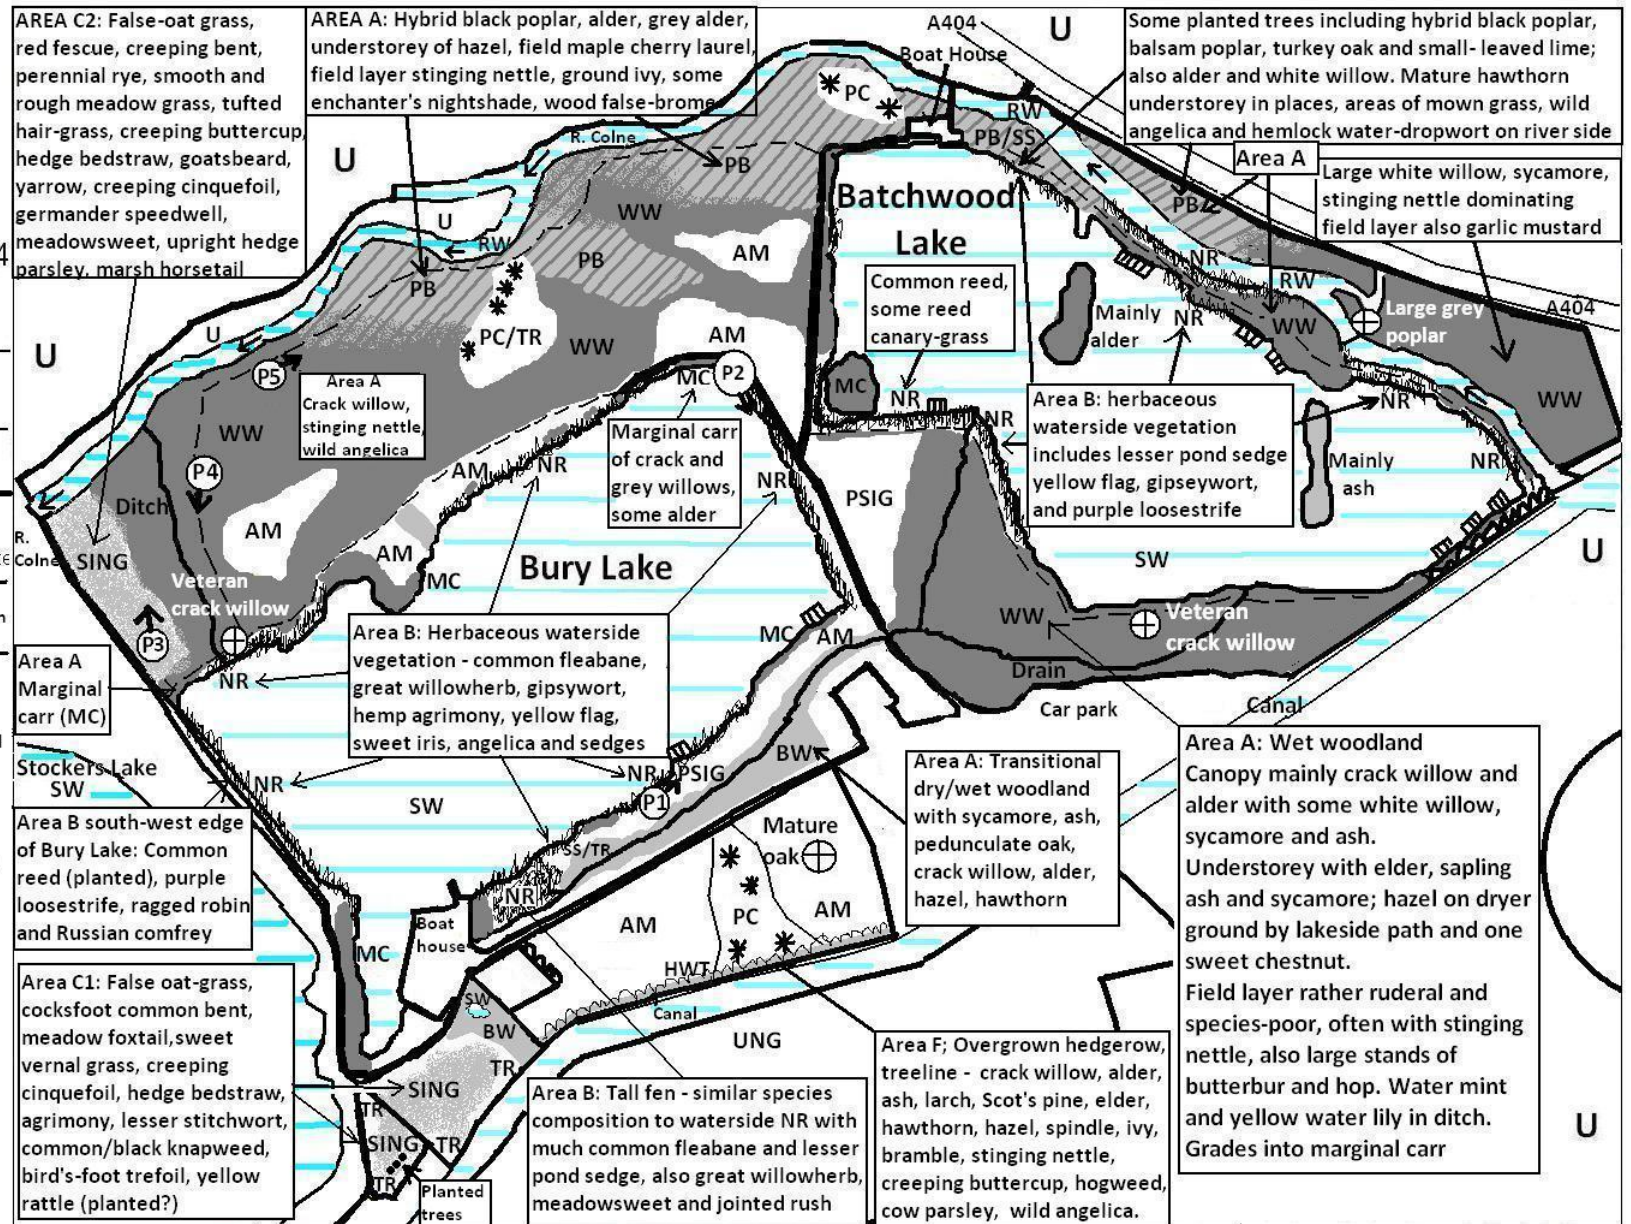 AREA C2: False-oat grass,
red fescue, creeping bent,
perennial rye, smooth and
rough meadow grass, tufted
hair-grass, creeping buttercup,
hedge bedstraw, goatsbeard,
yarrow, creeping cinquefoil,
germander speedwell,
meadowsweet, upright hedge
parsley, marsh horsetail
AREA A: Hybrid black poplar, alder, grey alder,
understorey of hazel, field maple cherry laurel,
field layer stinging nettle, ground ivy, some
enchanter's nightshade, wood false-brome
A404
U
Boat House
Some planted trees including hybrid black poplar,
balsam poplar, turkey oak and small- leaved lime;
also alder and white willow. Mature hawthorn
understorey in places, areas of mown grass, wild
angelica and hemlock water-dropwort on river side
Area A
Large white willow, sycamore,
stinging nettle dominating
field layer also garlic mustard
PC
RW
PB/SS
R. Colne
U
PB
PB
Batchwood
Lake
WW
U
RW
AM
PB
PB
NR
RW
Common reed,
some reed
canary-grass
Mainly
alder
NR
WW
Large grey
poplar
A404
U
U
PC/TR
WW
AM
P5
MC
P2
MC
NR
NR
WW
Area A
Crack willow,
stinging nettle,
wild angelica
Area B: herbaceous
waterside vegetation
includes lesser pond sedge
yellow flag, gipseywort,
and purple loosestrife
NR
WW
P4
AM
NR
Marginal carr
of crack and
grey willows,
some alder
NR
PSIG
Mainly
ash
NR
Ditch
AM
AM
R.
Colne
SING
Bury Lake
SW
U
MC
Veteran
crack willow
WW
Veteran
crack willow
P3
MC
AM
Drain
Area A
Marginal
carr (MC)
NR
Area B: Herbaceous waterside
vegetation - common fleabane,
great willowherb, gipsywort,
hemp agrimony, yellow flag,
sweet iris, angelica and sedges
Car park
Canal
Stockers Lake
SW
NR
SW
NR
PSIG
P1
BW
Area A: Transitional
dry/wet woodland
with sycamore, ash,
pedunculate oak,
crack willow, alder,
hazel, hawthorn
Area A: Wet woodland
Canopy mainly crack willow and
alder with some white willow,
sycamore and ash.
Understorey with elder, sapling
ash and sycamore; hazel on dryer
ground by lakeside path and one
sweet chestnut.
Field layer rather ruderal and
species-poor, often with stinging
nettle, also large stands of
butterbur and hop. Water mint
and yellow water lily in ditch.
Grades into marginal carr
Area B south-west edge
of Bury Lake: Common
reed (planted), purple
loosestrife, ragged robin
and Russian comfrey
SS/TR
NR
Mature
oak
PC
AM
AM
Boat
house
MC
HWT
Canal
SW
BW
UNG
Area C1: False oat-grass,
cocksfoot common bent,
meadow foxtail,sweet
vernal grass, creeping
cinquefoil, hedge bedstraw,
agrimony, lesser stitchwort,
common/black knapweed,
bird's-foot trefoil, yellow
rattle (planted?)
TR
SING
TR
SING
TR
TR
Planted
trees
Area B: Tall fen - similar species
composition to waterside NR with
much common fleabane and lesser
pond sedge, also great willowherb,
meadowsweet and jointed rush
Area F; Overgrown hedgerow,
treeline - crack willow, alder,
ash, larch, Scot's pine, elder,
hawthorn, hazel, spindle, ivy,
bramble, stinging nettle,
creeping buttercup, hogweed,
cow parsley, wild angelica.
U